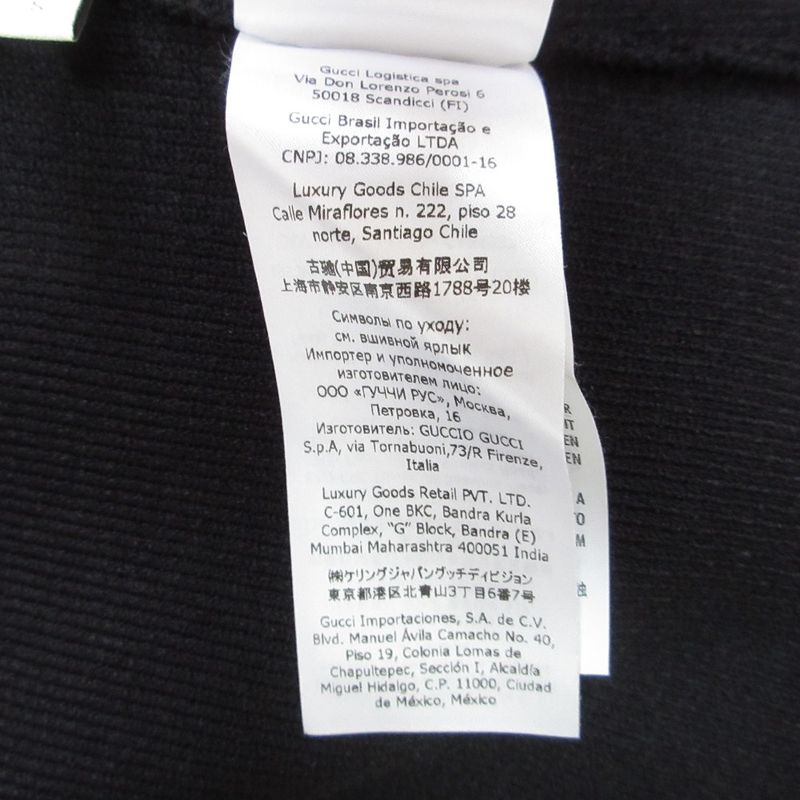 Gucci Logistica spa
Via Don Lorenzo Perosi 6
50018 Scandicci (FI)
Gucci Brasil Importação e
Exportação LTDA
CNPJ: 08.338.986/0001-16
Luxury Goods Chile SPA
Calle Miraflores n. 222, piso 28
norte, Santiago Chile
古驰(中国)贸易有限公司
上海市静安区南京西路1788号20楼
Символы по уходу:
см. вшивной ярлык
Импортер и уполномоченное
изготовителем лицо:
ООО «ГУЧЧИ РУС», Москва,
Петровка, 16
Изготовитель: GUCCIO GUCCI
S.p.A, via Tornabuoni,73/R Firenze,
Italia
Luxury Goods Retail PVT. LTD.
C-601, One BKC, Bandra Kurla
Complex, "G" Block, Bandra (E)
Mumbai Maharashtra 400051 India
㈱ケリングジャパングッチディビジョン
東京都港区北青山3丁目6番7号
Gucci Importaciones, S.A. de C.V.
Blvd. Manuel Ávila Camacho No. 40,
Piso 19, Colonia Lomas de
Chapultepec, Sección I, Alcaldía
Miguel Hidalgo, C.P. 11000, Ciudad
de México, México